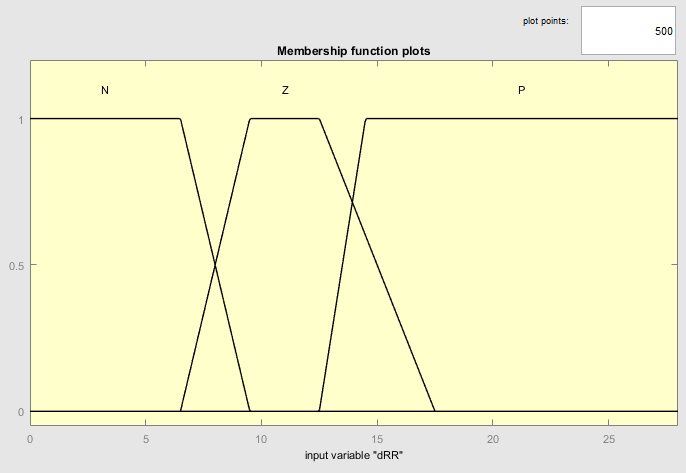 plot points:
500
Membership function plots
N Z P
1
0.5
0
0 5 10 15 20 25
input variable "dRR"